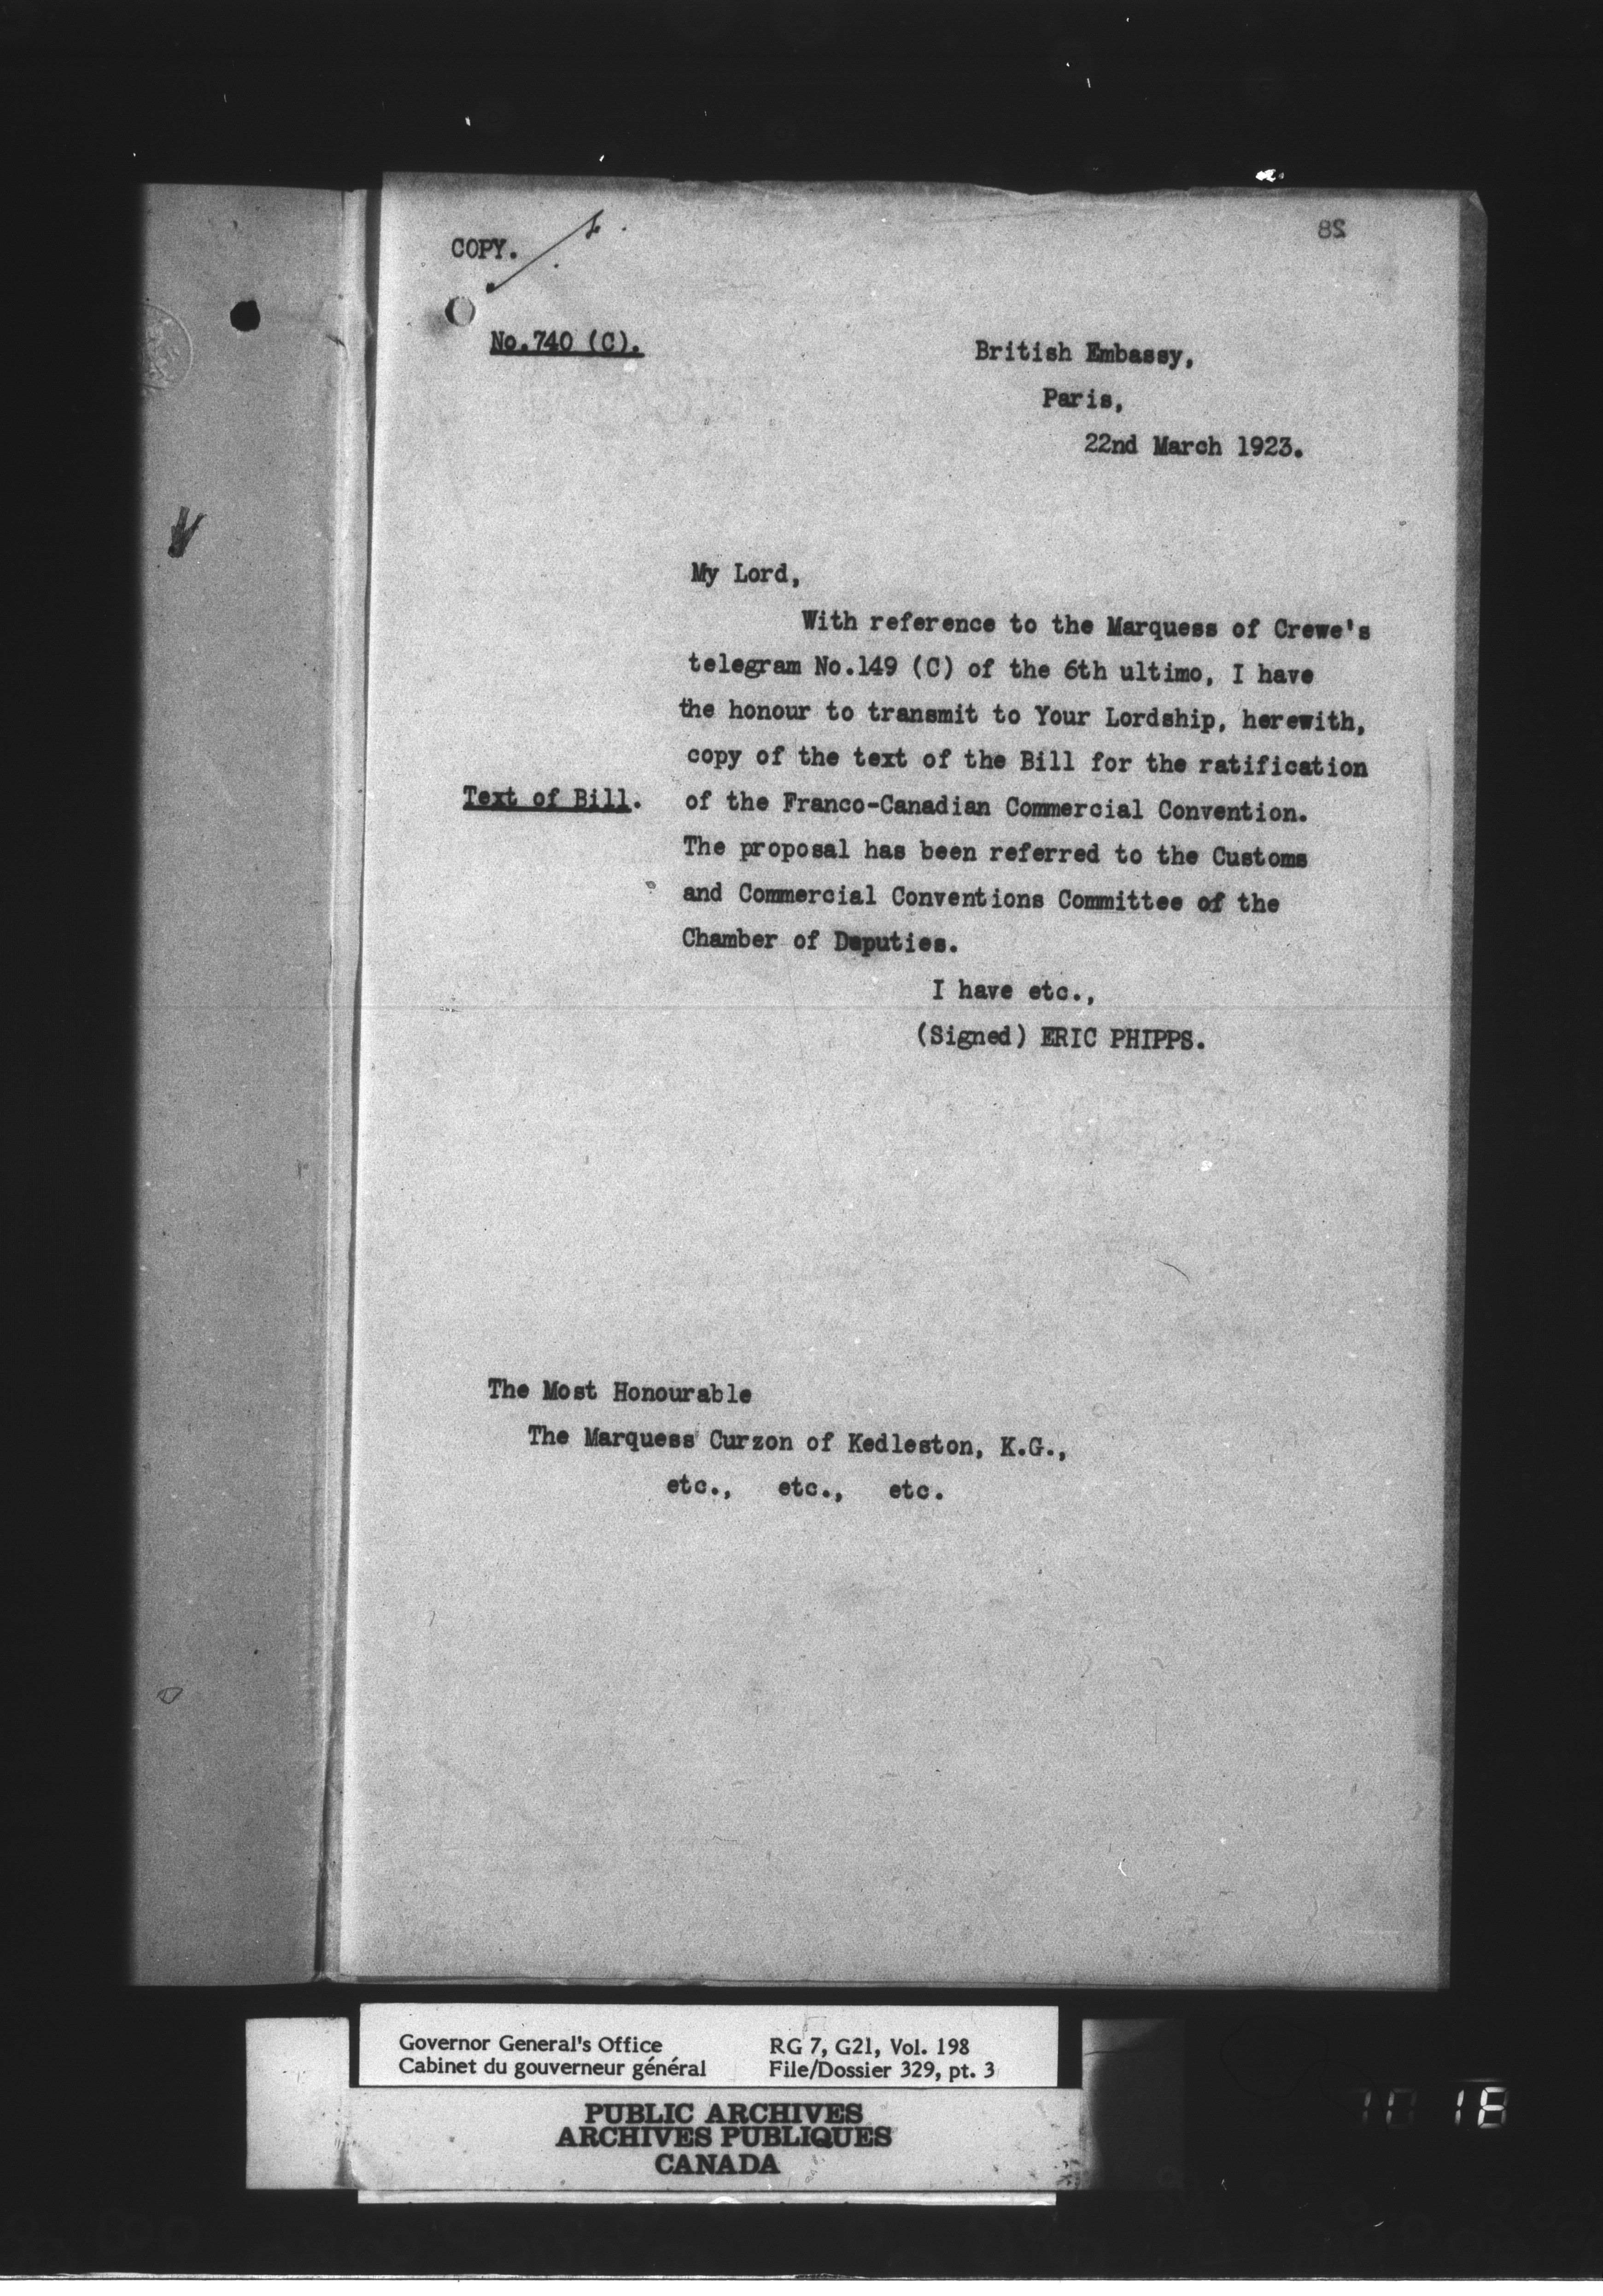 28
COPY.
No.740 (C).
British Embassy,
Paris,
22nd March 1923.
My Lord,
With reference to the Marquess of Crewe's
telegram No.149 (C) of the 6th ultimo, I have
the honour to transmit to Your Lordship, herewith,
copy of the text of the Bill for the ratification
Text of Bill. of the Franco-Canadian Commercial Convention.
The proposal has been referred to the Customs
and Commercial Conventions Committee of the
Chamber of Deputies.
I have etc.,
(Signed) ERIC PHIPPS.
The Most Honourable
The Marquess Curzon of Kedleston, K.G.,
etc., etc., etc.
Governor General's Office RG 7, G21, Vol. 198
Cabinet du gouverneur général File/Dossier 329, pt. 3
PUBLIC ARCHIVES
ARCHIVES PUBLIQUES
CANADA